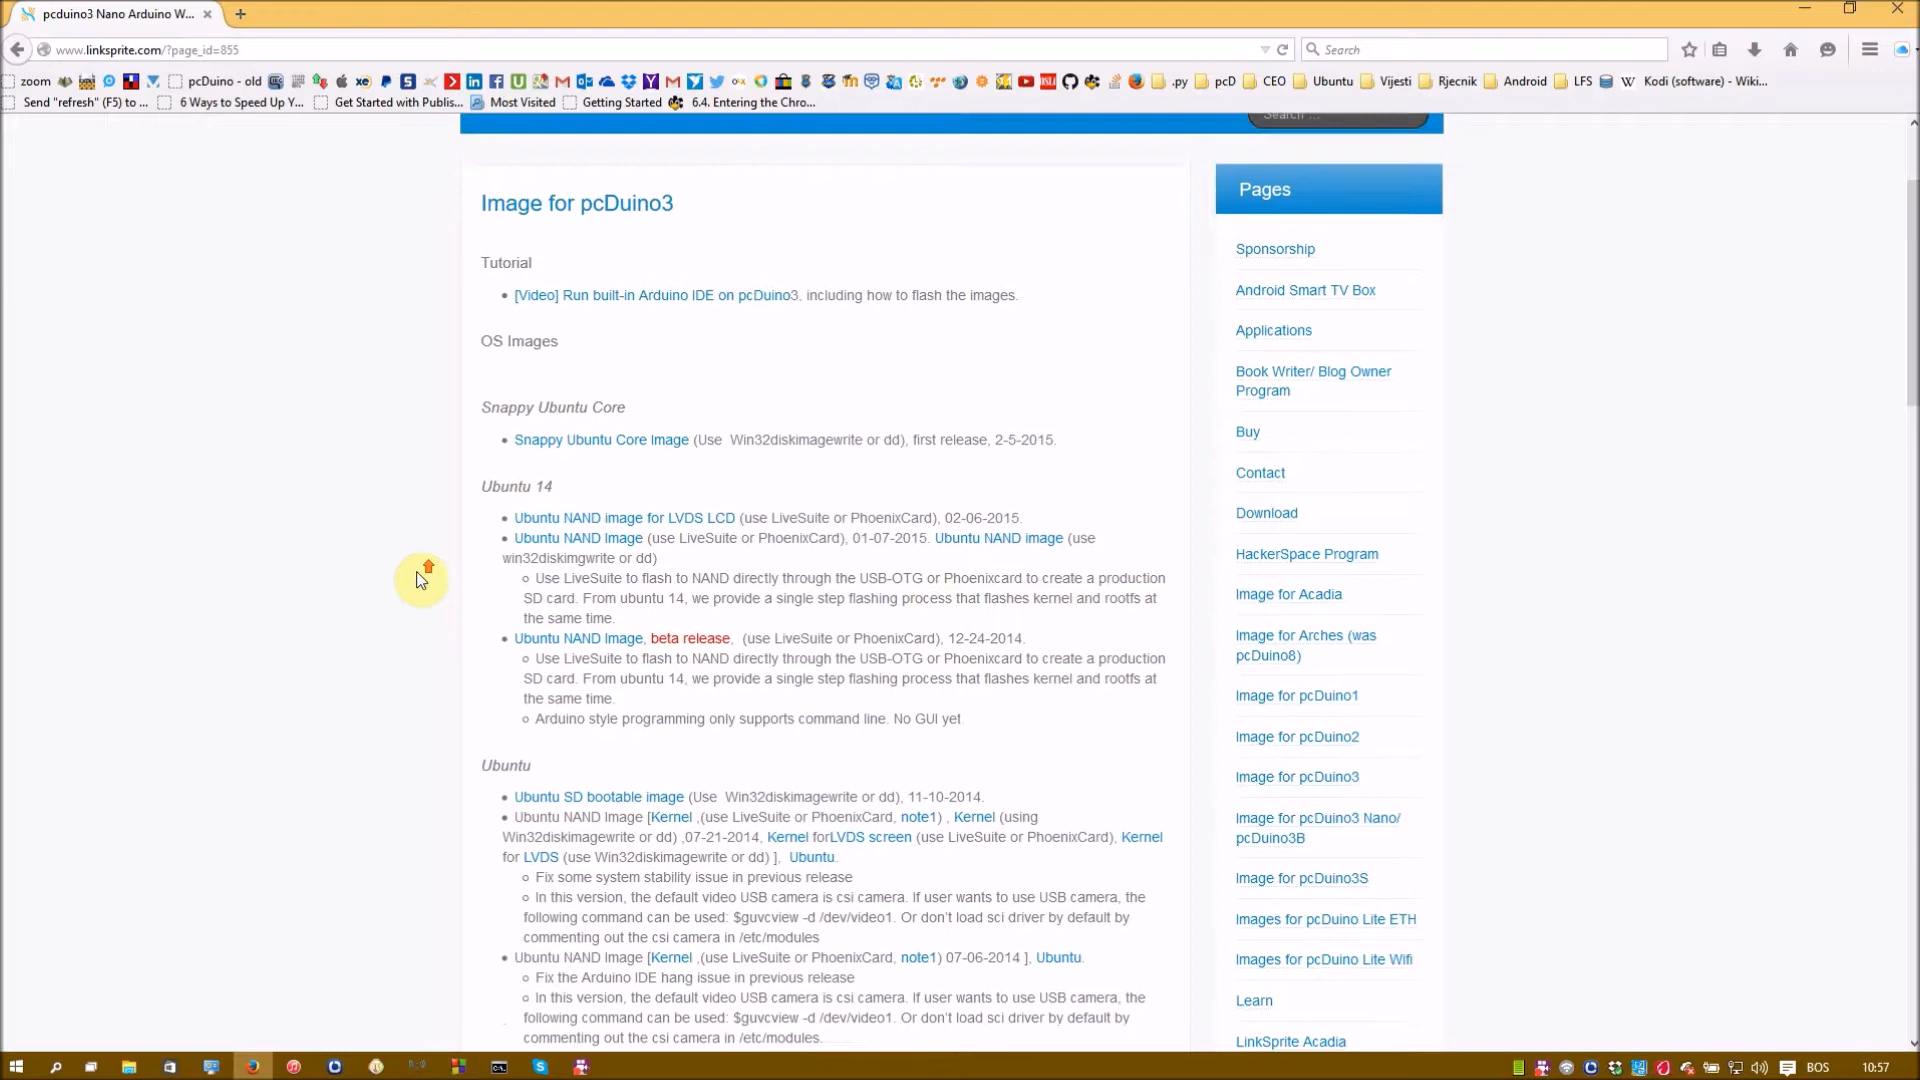 pcduino3 Nano Arduino W...
www.linksprite.com/?page_id=855
Search
zoom
pcDuino - old
.py
pcD
CEO
Ubuntu
Vijesti
Rjecnik
Android
LFS
Kodi (software) - Wiki...
Send "refresh" (F5) to ...
6 Ways to Speed Up Y...
Get Started with Publis...
Most Visited
Getting Started
6.4. Entering the Chro...
Search ...
Image for pcDuino3
Tutorial
[Video] Run built-in Arduino IDE on pcDuino3, including how to flash the images.
OS Images
Snappy Ubuntu Core
Snappy Ubuntu Core Image (Use Win32diskimagewrite or dd), first release, 2-5-2015.
Ubuntu 14
Ubuntu NAND image for LVDS LCD (use LiveSuite or PhoenixCard), 02-06-2015.
Ubuntu NAND Image (use LiveSuite or PhoenixCard), 01-07-2015. Ubuntu NAND image (use
win32diskimgwrite or dd)
Use LiveSuite to flash to NAND directly through the USB-OTG or Phoenixcard to create a production
SD card. From ubuntu 14, we provide a single step flashing process that flashes kernel and rootfs at
the same time.
Ubuntu NAND Image, beta release, (use LiveSuite or PhoenixCard), 12-24-2014.
Use LiveSuite to flash to NAND directly through the USB-OTG or Phoenixcard to create a production
SD card. From ubuntu 14, we provide a single step flashing process that flashes kernel and rootfs at
the same time.
Arduino style programming only supports command line. No GUI yet.
Ubuntu
Ubuntu SD bootable image (Use Win32diskimagewrite or dd), 11-10-2014.
Ubuntu NAND Image [Kernel ,(use LiveSuite or PhoenixCard, note1) , Kernel (using
Win32diskimagewrite or dd) ,07-21-2014, Kernel forLVDS screen (use LiveSuite or PhoenixCard), Kernel
for LVDS (use Win32diskimagewrite or dd) ], Ubuntu.
Fix some system stability issue in previous release
In this version, the default video USB camera is csi camera. If user wants to use USB camera, the
following command can be used: $guvcview -d /dev/video1. Or don't load sci driver by default by
commenting out the csi camera in /etc/modules
Ubuntu NAND Image [Kernel ,(use LiveSuite or PhoenixCard, note1) 07-06-2014 ], Ubuntu.
Fix the Arduino IDE hang issue in previous release
In this version, the default video USB camera is csi camera. If user wants to use USB camera, the
following command can be used: $guvcview -d /dev/video1. Or don't load sci driver by default by
commenting out the csi camera in /etc/modules.
Pages
Sponsorship
Android Smart TV Box
Applications
Book Writer/ Blog Owner
Program
Buy
Contact
Download
HackerSpace Program
Image for Acadia
Image for Arches (was
pcDuino8)
Image for pcDuino1
Image for pcDuino2
Image for pcDuino3
Image for pcDuino3 Nano/
pcDuino3B
Image for pcDuino3S
Images for pcDuino Lite ETH
Images for pcDuino Lite Wifi
Learn
LinkSprite Acadia
BOS
10:57